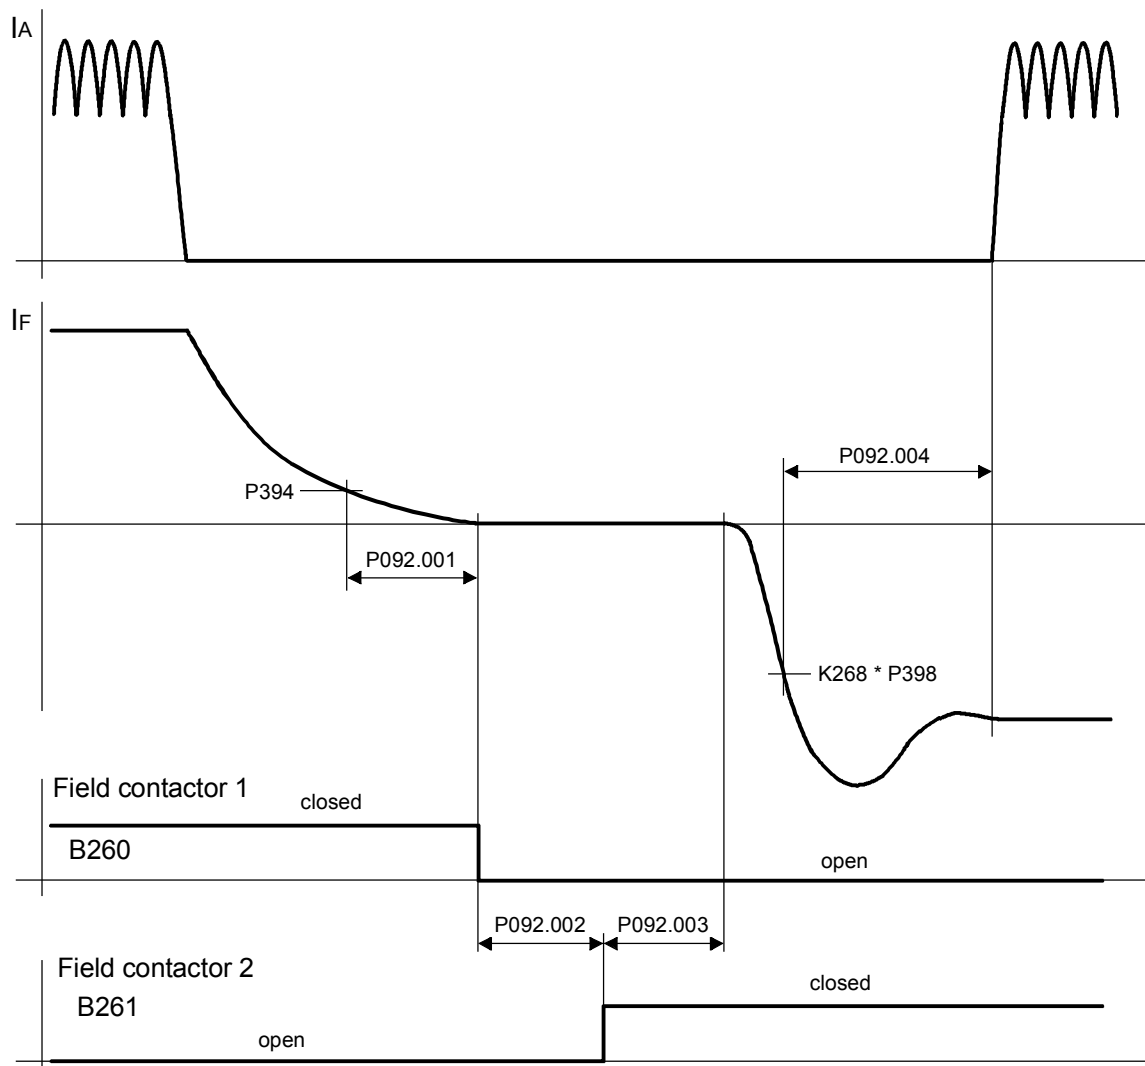 IA
IF
P092.004
P394
P092.001
K268 * P398
Field contactor 1
closed
B260
open
P092.002
P092.003
Field contactor 2
closed
B261
open